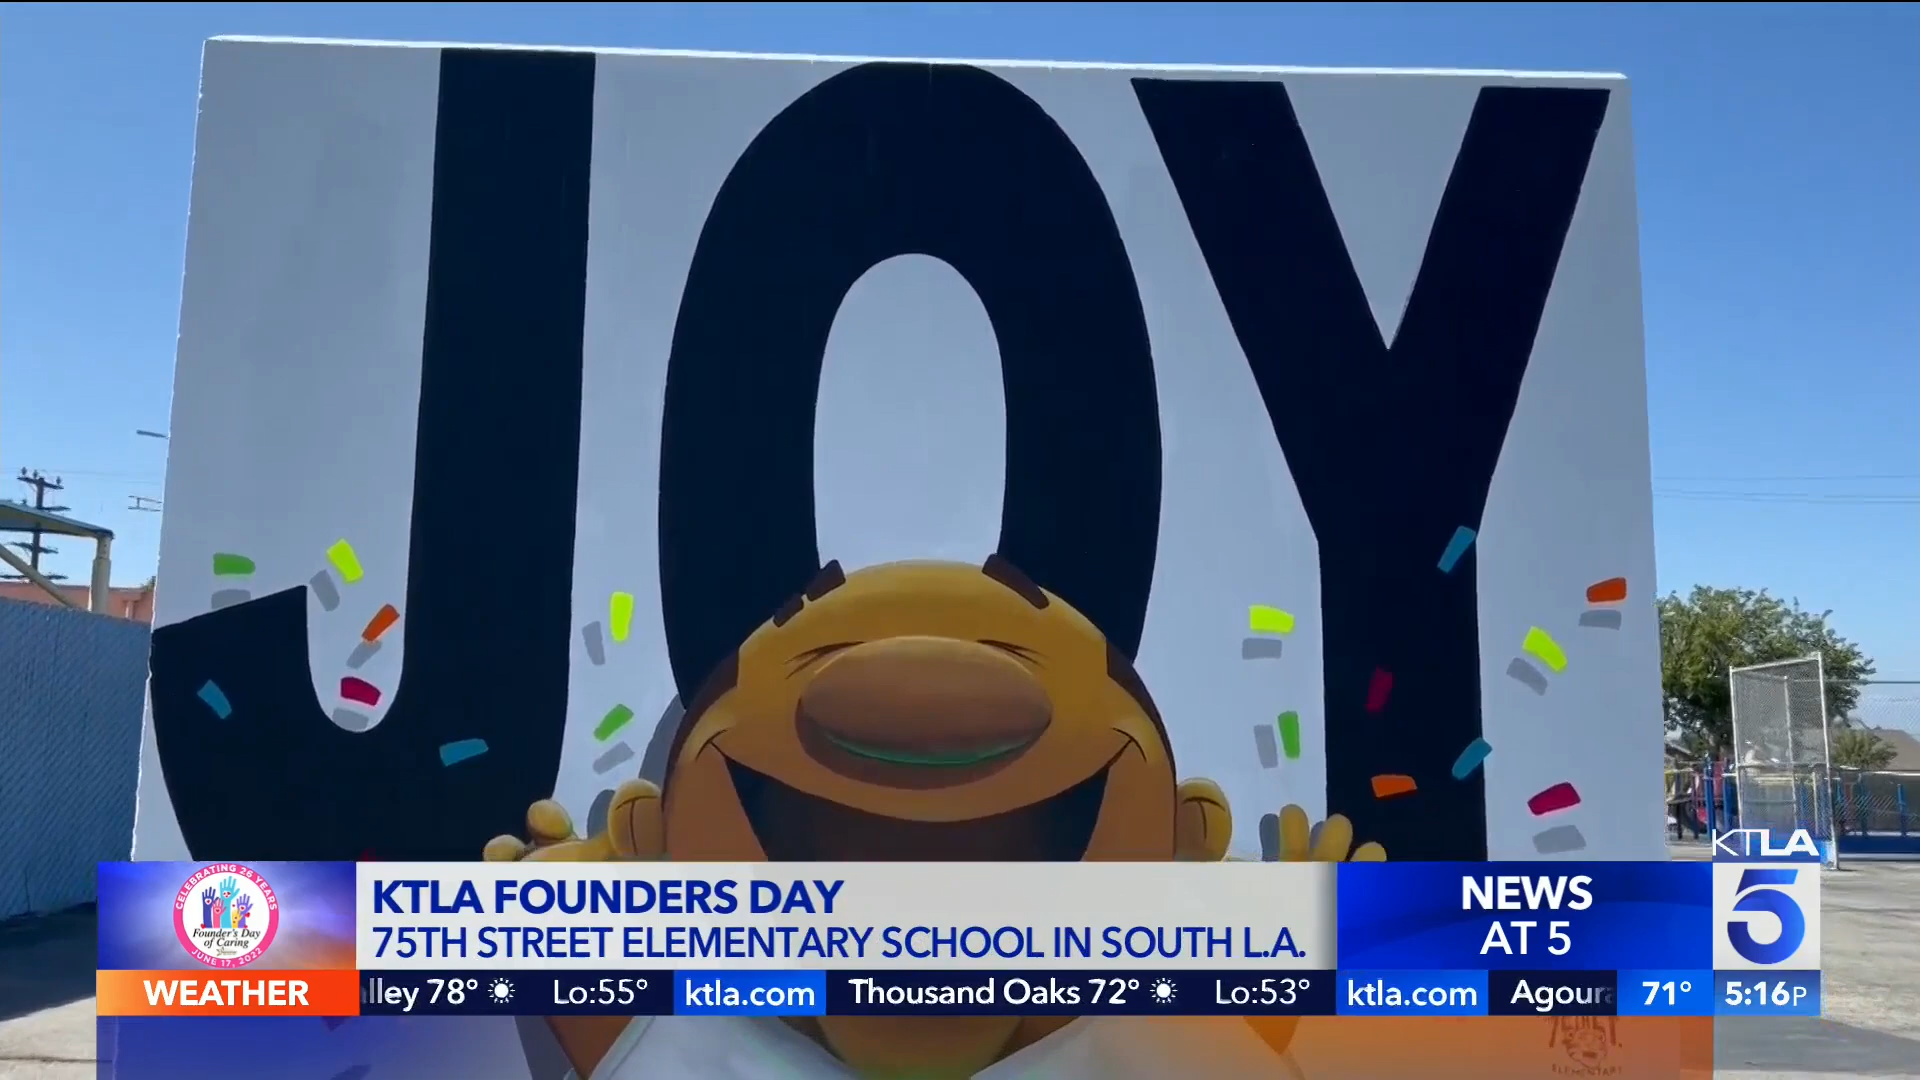 JOY
KTLA
CELEBRATING 26 YEARS
Founder's Day
of Caring
JUNE 17, 2022
KTLA FOUNDERS DAY
75TH STREET ELEMENTARY SCHOOL IN SOUTH L.A.
NEWS
AT 5
5
WEATHER
lley 78° Lo:55° ktla.com Thousand Oaks 72° Lo:53° ktla.com Agour 71° 5:16P
ELEMENTARY